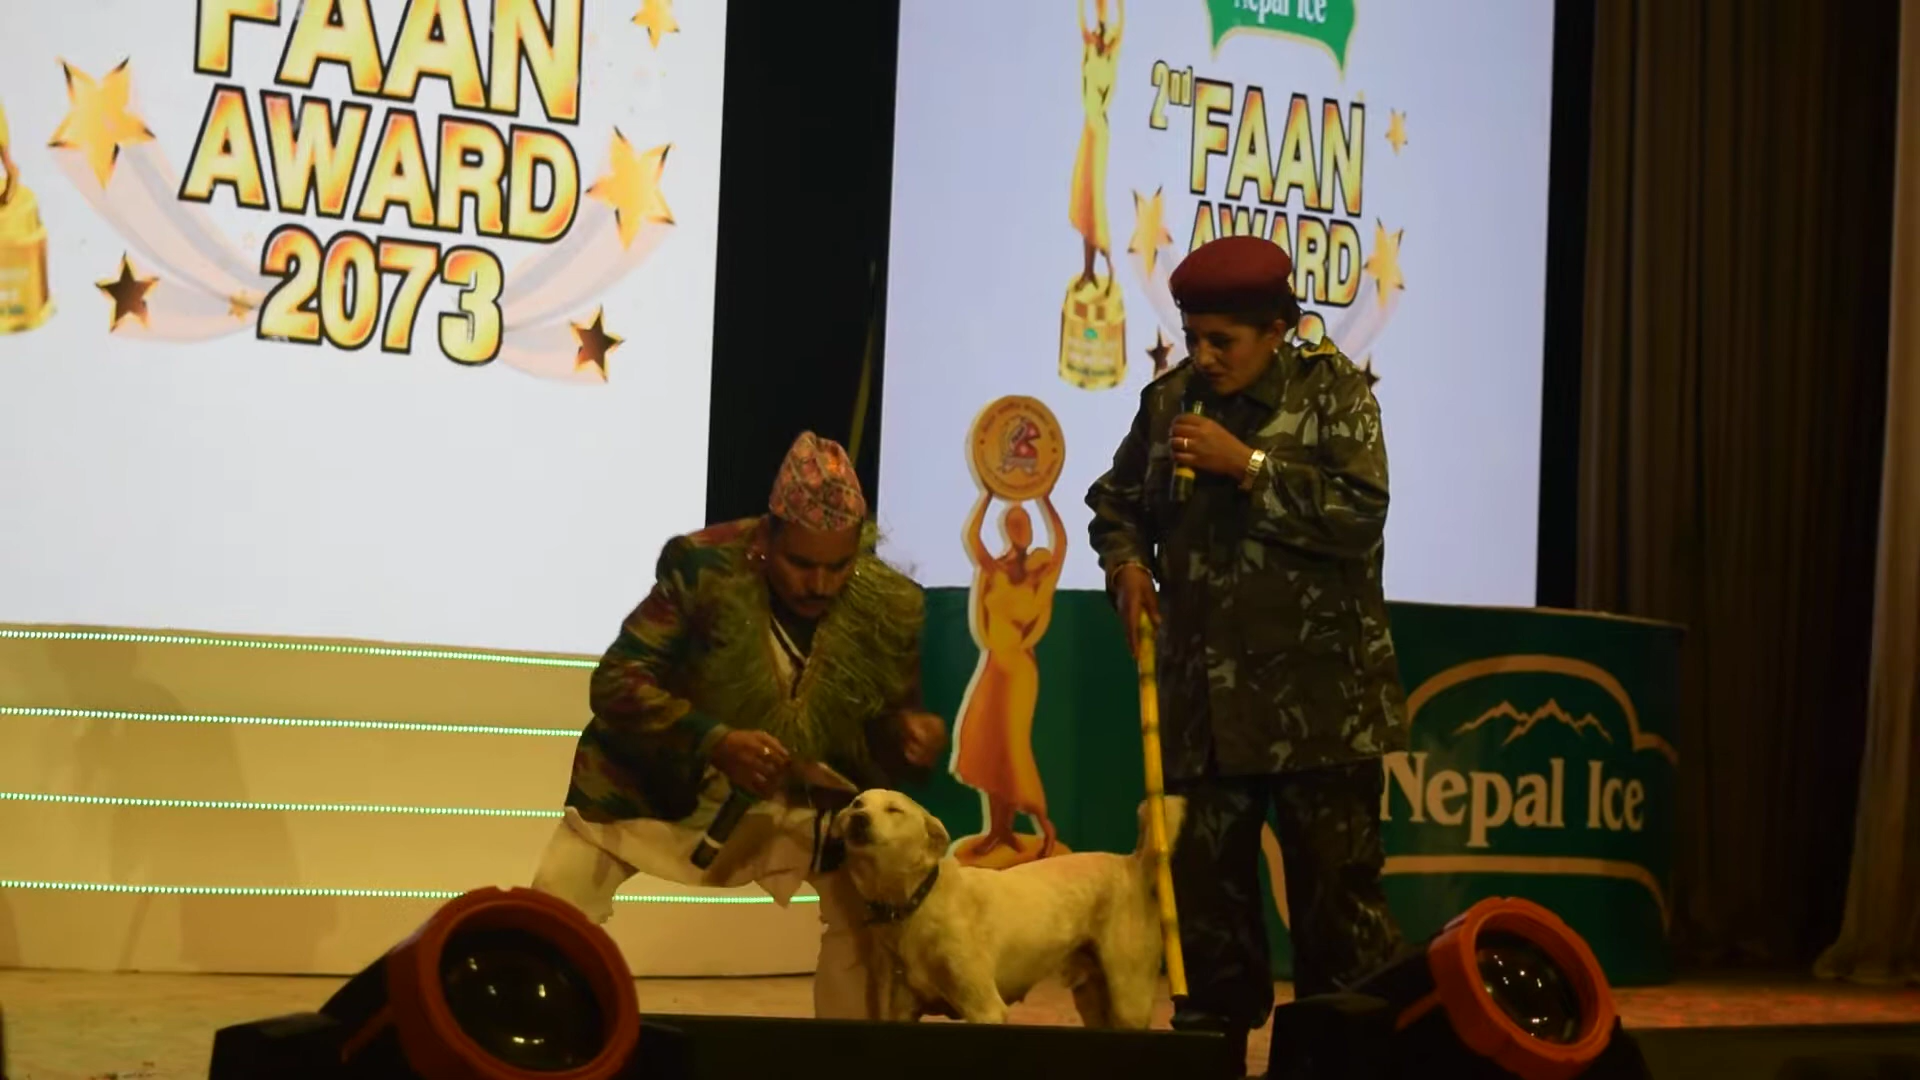 FAAN
AWARD
2073
Nepal Ice
2nd FAAN
AWARD
Nepal Ice